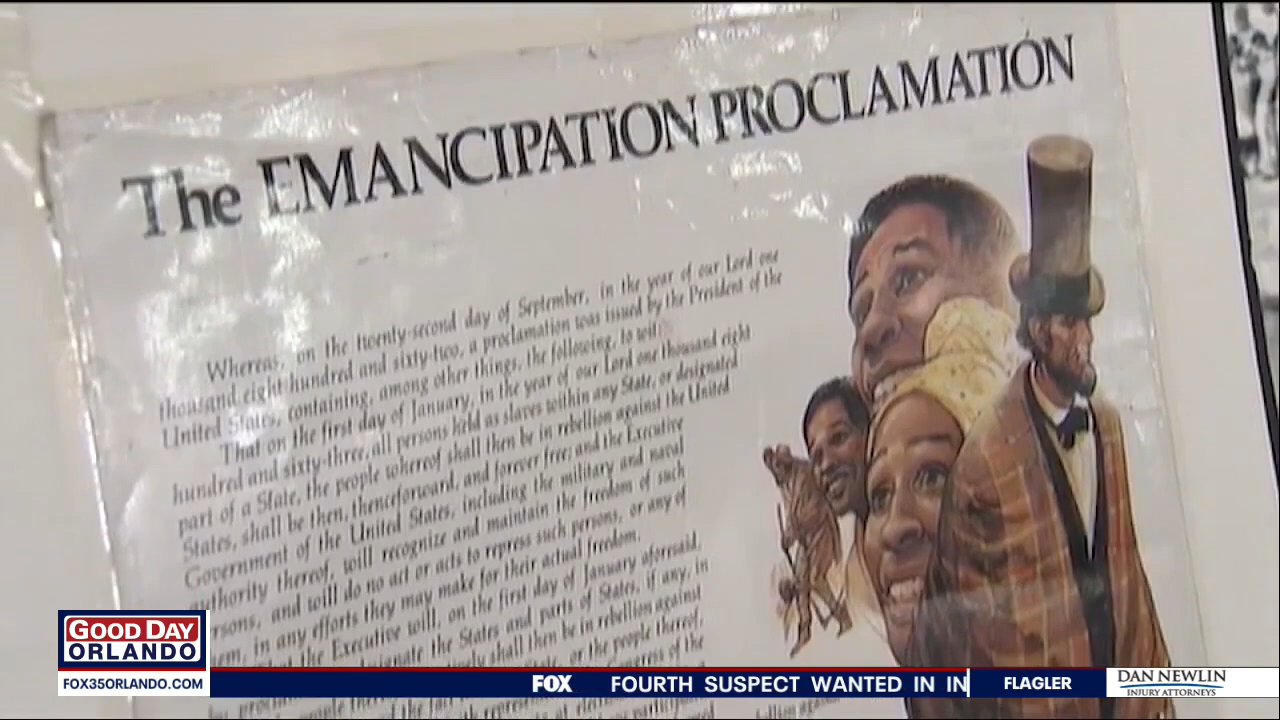 The EMANCIPATION PROCLAMATION
Whereas, on the twenty-second day of September, in the year of our Lord one
thousand eight hundred and sixty-two, a proclamation was issued by the President of the
United States, containing, among other things, the following, to wit:
That on the first day of January, in the year of our Lord one thousand eight
hundred and sixty-three, all persons held as slaves within any State, or designated
part of a State, the people whereof shall then be in rebellion against the United
States, shall be then, thenceforward, and forever free; and the Executive
Government of the United States, including the military and naval
authority thereof, will recognize and maintain the freedom of such
rsons, and will do no act or acts to repress such persons, or any of
em, in any efforts they may make for their actual freedom.
the Executive will, on the first day of January aforesaid,
ignate the States and parts of States, if any, in
vely shall then be in rebellion against
State, or the people thereof,
Congress of the
GOOD DAY
ORLANDO
FOX35ORLANDO.COM
FOX FOURTH SUSPECT WANTED IN IN
FLAGLER
DAN NEWLIN
INJURY ATTORNEYS